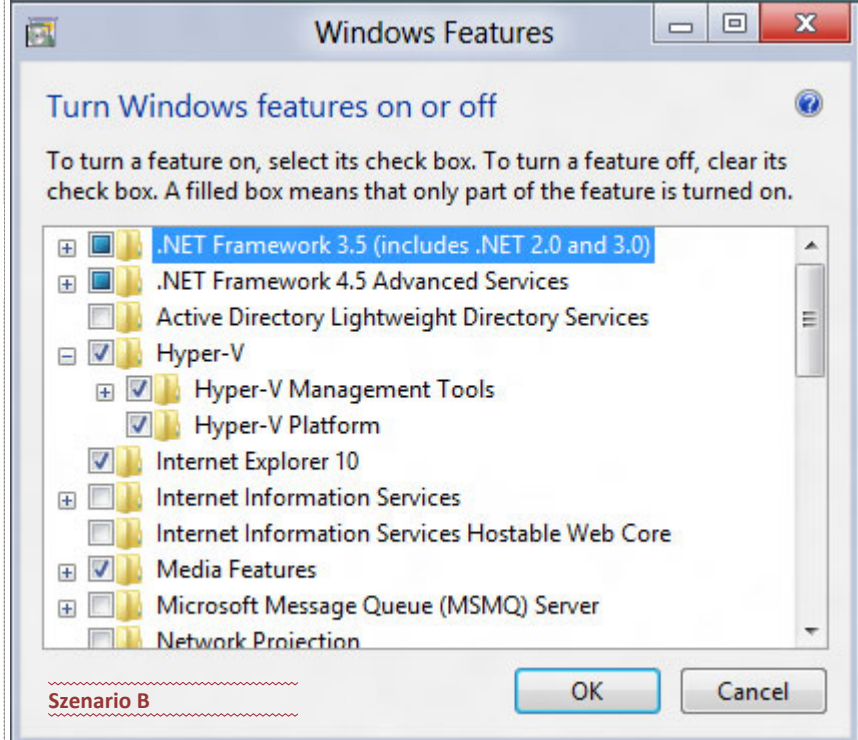 Windows Features
Turn Windows features on or off
To turn a feature on, select its check box. To turn a feature off, clear its
check box. A filled box means that only part of the feature is turned on.
.NET Framework 3.5 (includes .NET 2.0 and 3.0)
.NET Framework 4.5 Advanced Services
Active Directory Lightweight Directory Services
Hyper-V
Hyper-V Management Tools
Hyper-V Platform
Internet Explorer 10
Internet Information Services
Internet Information Services Hostable Web Core
Media Features
Microsoft Message Queue (MSMQ) Server
Network Projection
Szenario B
OK
Cancel